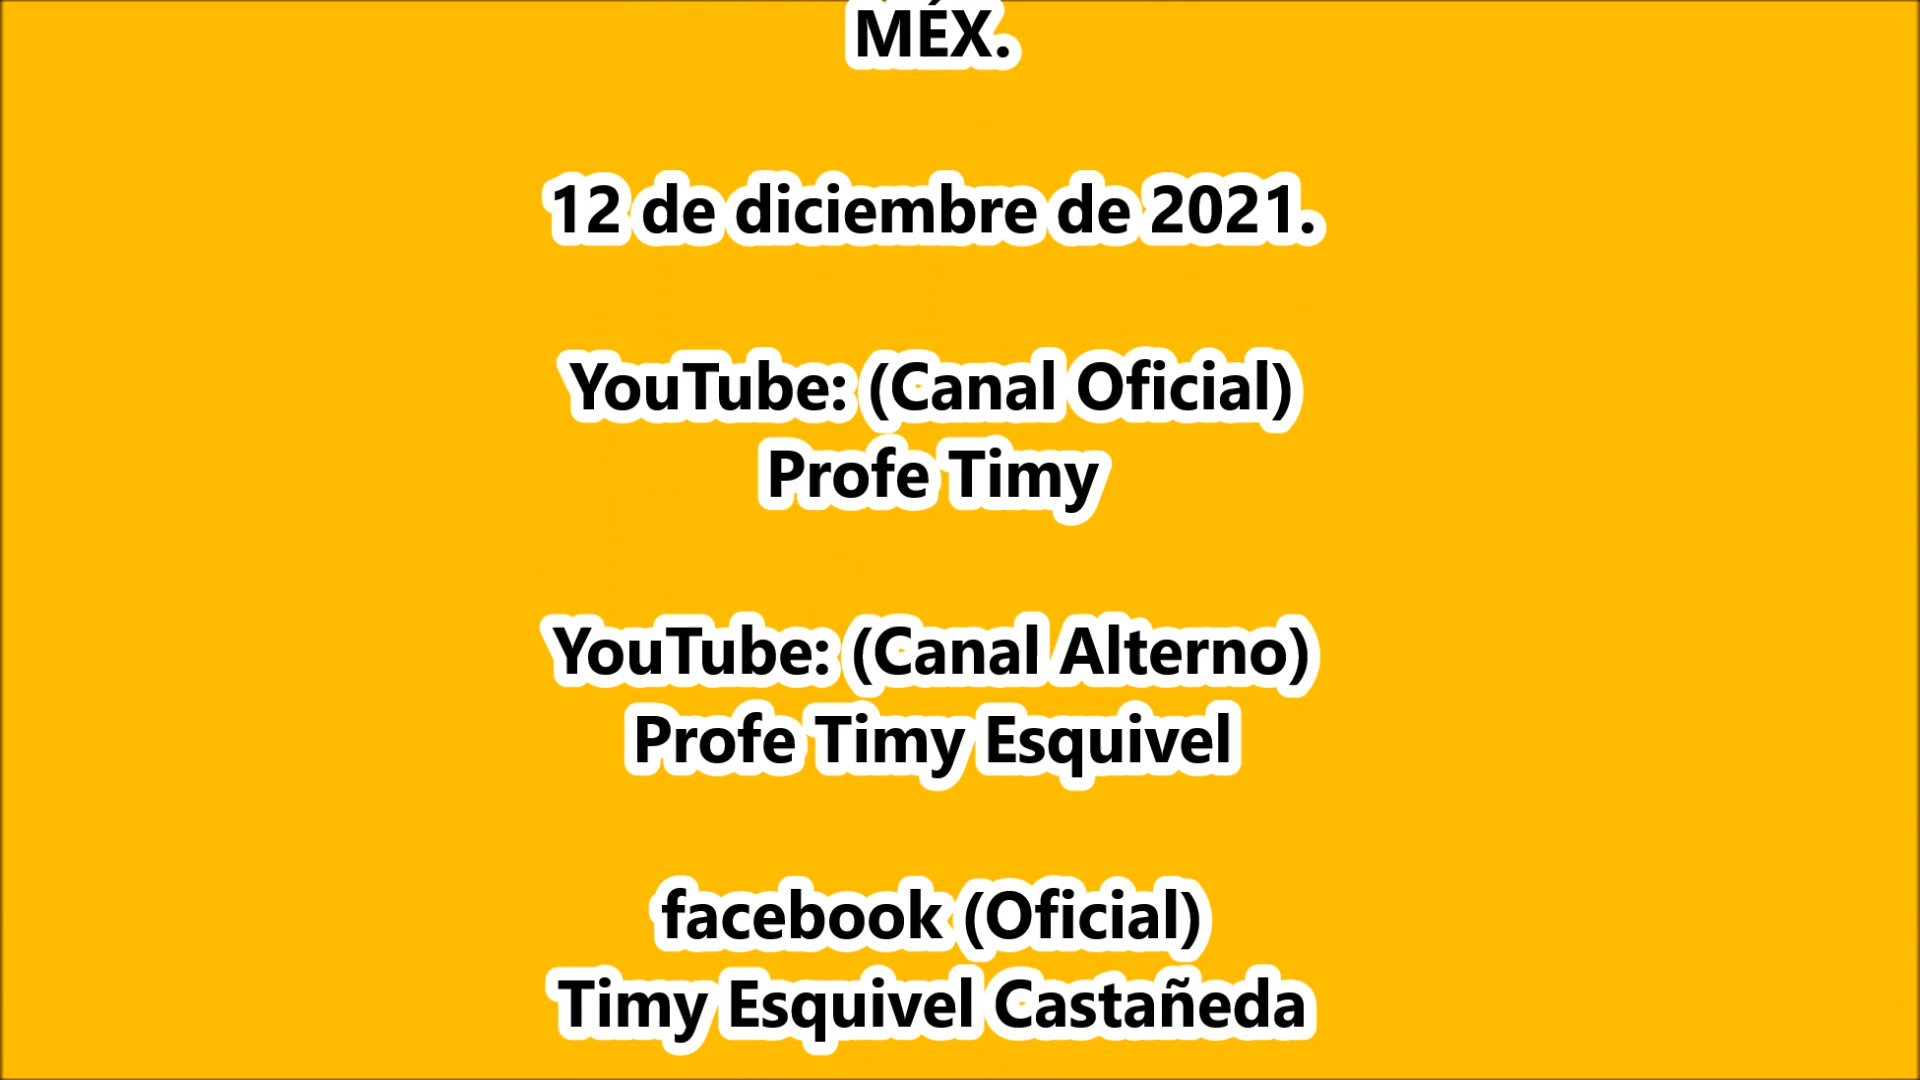 MÉX.
12 de diciembre de 2021.
YouTube: (Canal Oficial)
Profe Timy
YouTube: (Canal Alterno)
Profe Timy Esquivel
facebook (Oficial)
Timy Esquivel Castañeda